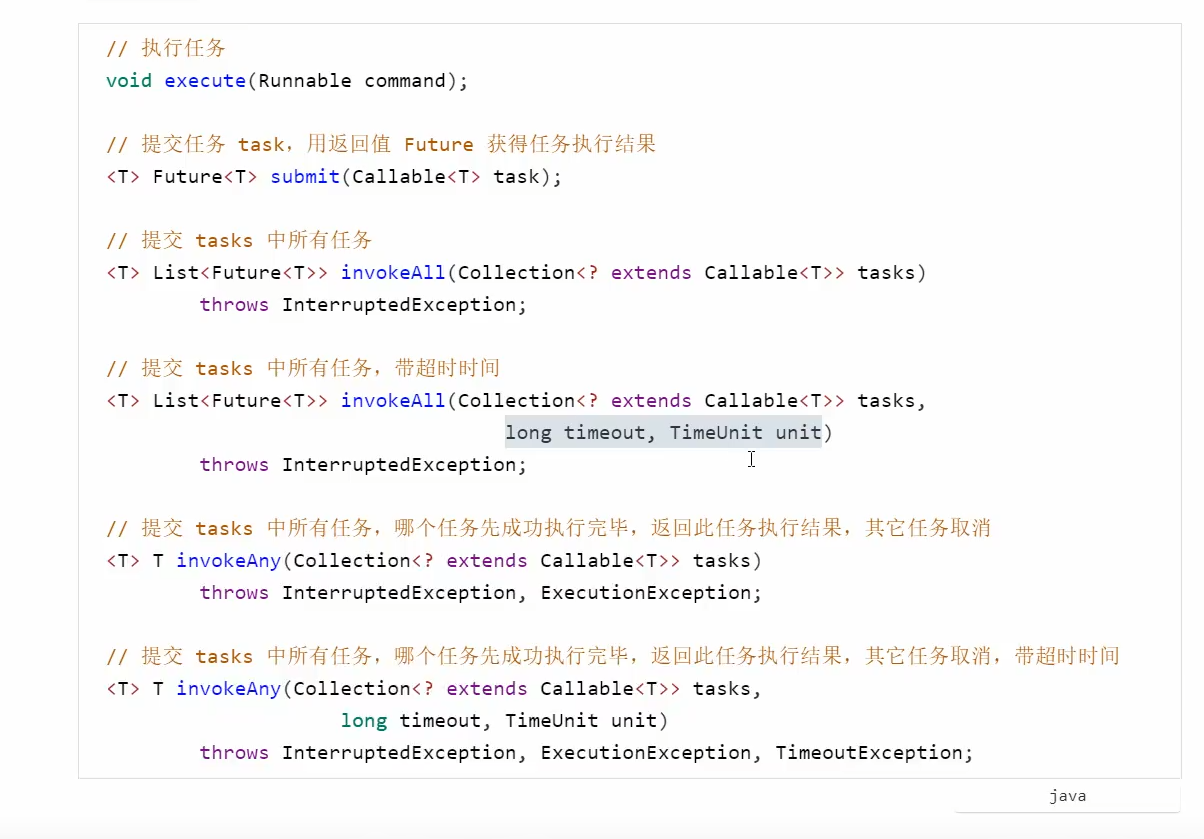 // 执行任务
void execute(Runnable command);
// 提交任务 task，用返回值 Future 获得任务执行结果
<T> Future<T> submit(Callable<T> task);
// 提交 tasks 中所有任务
<T> List<Future<T>> invokeAll(Collection<? extends Callable<T>> tasks)
throws InterruptedException;
// 提交 tasks 中所有任务，带超时时间
<T> List<Future<T>> invokeAll(Collection<? extends Callable<T>> tasks,
long timeout, TimeUnit unit)
throws InterruptedException;
// 提交 tasks 中所有任务，哪个任务先成功执行完毕，返回此任务执行结果，其它任务取消
<T> T invokeAny(Collection<? extends Callable<T>> tasks)
throws InterruptedException, ExecutionException;
// 提交 tasks 中所有任务，哪个任务先成功执行完毕，返回此任务执行结果，其它任务取消，带超时时间
<T> T invokeAny(Collection<? extends Callable<T>> tasks,
long timeout, TimeUnit unit)
throws InterruptedException, ExecutionException, TimeoutException;
java